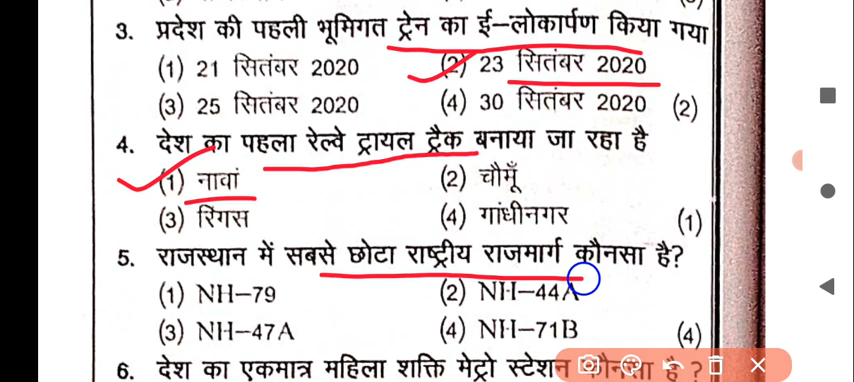 3. प्रदेश की पहली भूमिगत ट्रेन का ई–लोकार्पण किया गया
(1) 21 सितंबर 2020 (2) 23 सितंबर 2020
(3) 25 सितंबर 2020 (4) 30 सितंबर 2020 (2)
4. देश का पहला रेल्वे ट्रायल ट्रैक बनाया जा रहा है
(1) नावां (2) चौमूँ
(3) रिंगस (4) गांधीनगर (1)
5. राजस्थान में सबसे छोटा राष्ट्रीय राजमार्ग कौनसा है?
(1) NH–79 (2) NH–44A
(3) NH–47A (4) NH–71B (4)
6. देश का एकमात्र महिला शक्ति मेट्रो स्टेशन कौनसा है ?